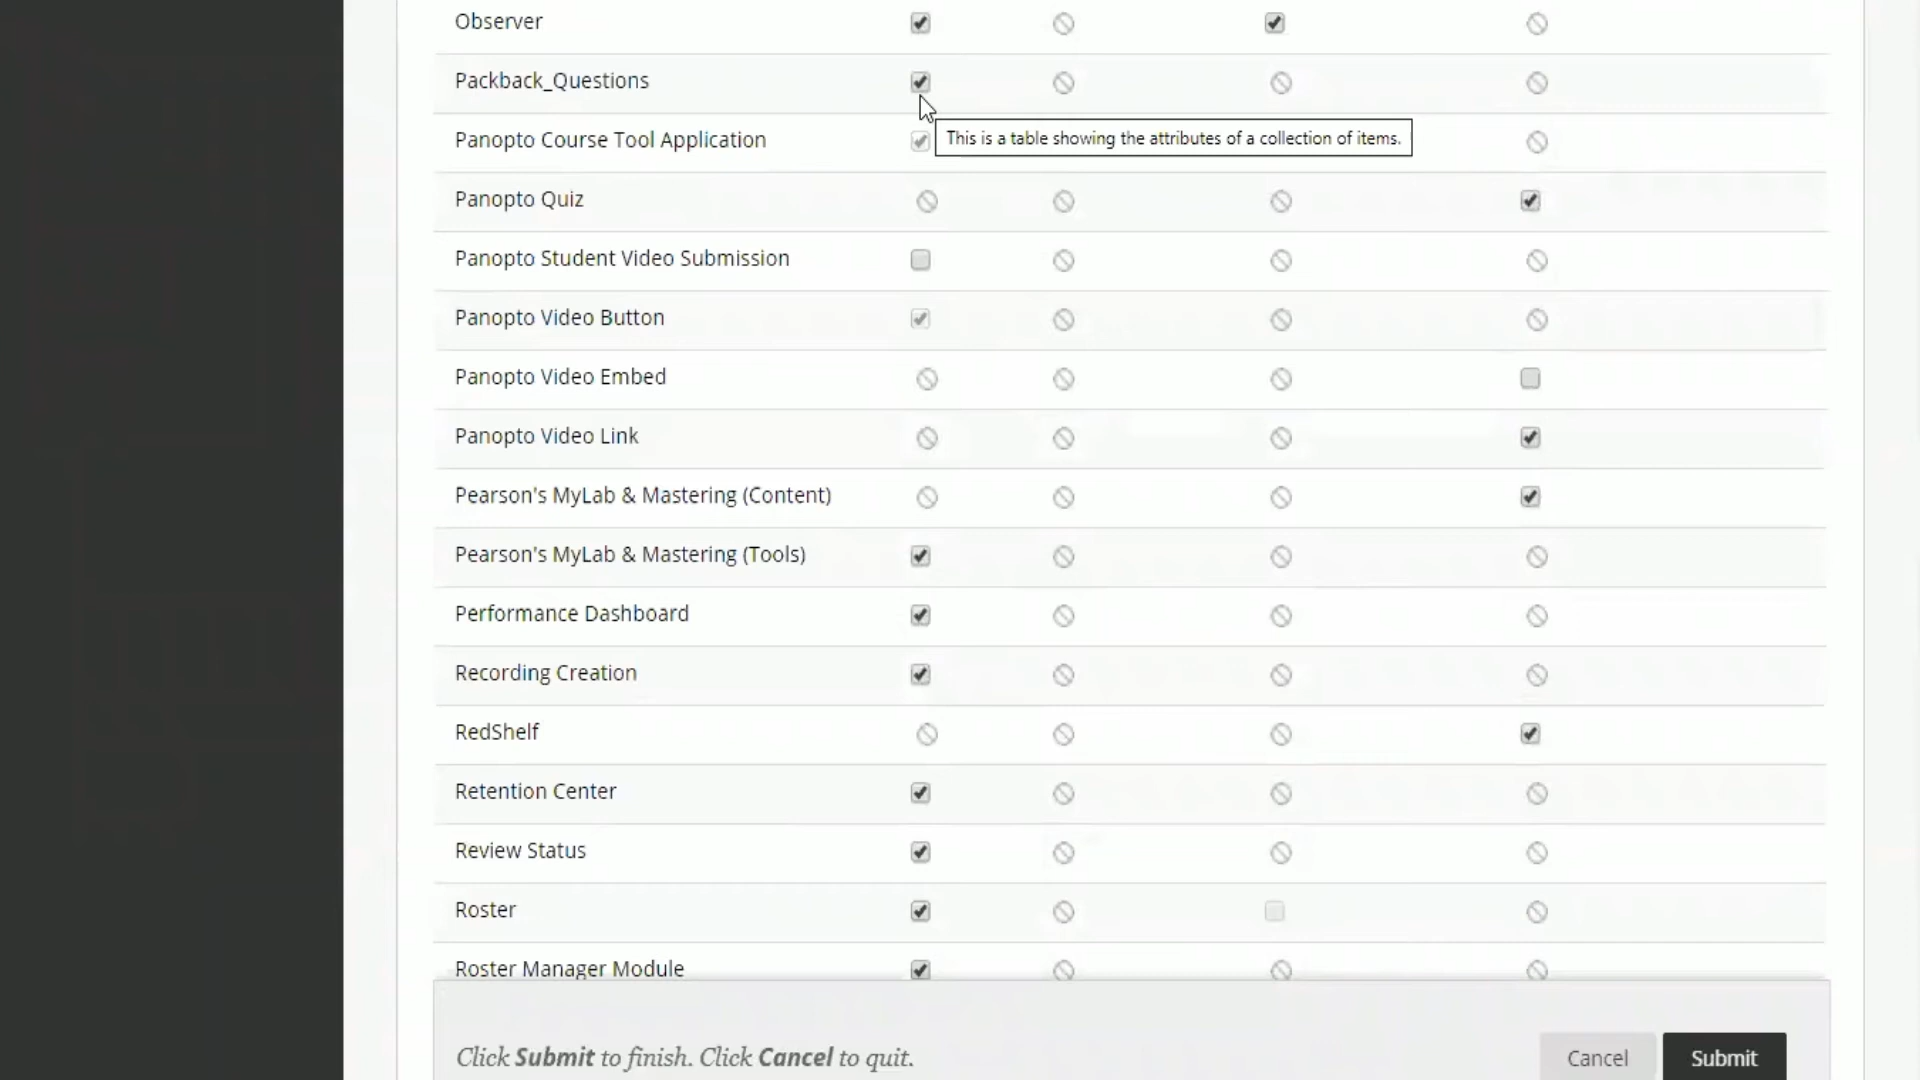 Observer
Packback_Questions
Panopto Course Tool Application
This is a table showing the attributes of a collection of items.
Panopto Quiz
Panopto Student Video Submission
Panopto Video Button
Panopto Video Embed
Panopto Video Link
Pearson's MyLab & Mastering (Content)
Pearson's MyLab & Mastering (Tools)
Performance Dashboard
Recording Creation
RedShelf
Retention Center
Review Status
Roster
Roster Manager Module
Click Submit to finish. Click Cancel to quit.
Cancel
Submit